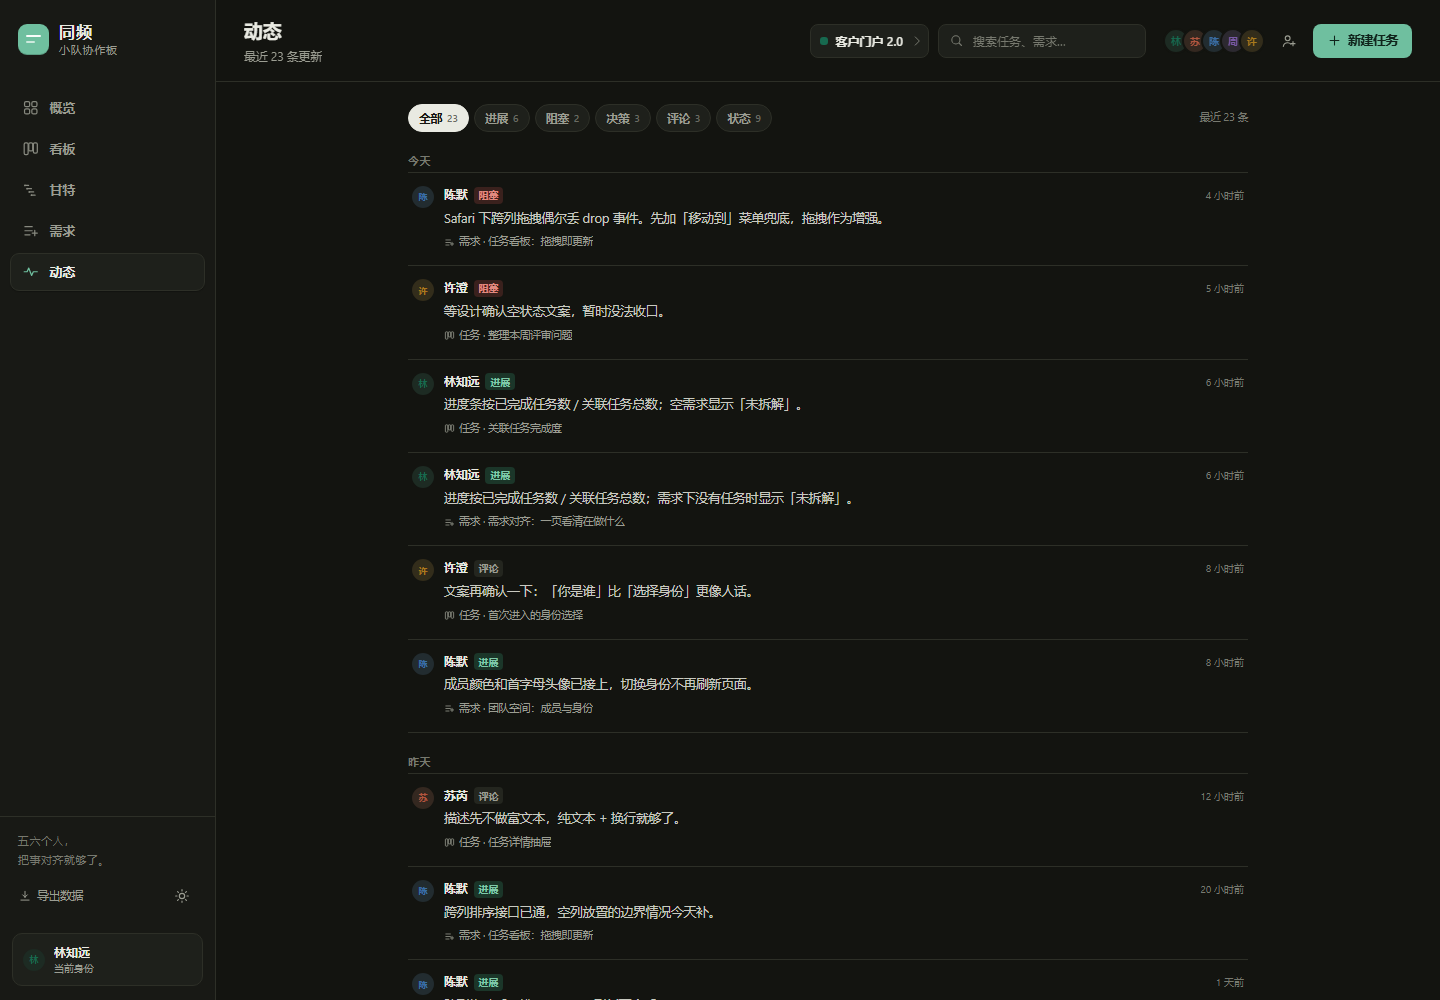 同频
小队协作板
概览
看板
甘特
需求
动态
五六个人，
把事对齐就够了。
导出数据
林
林知远
当前身份
动态
最近 23 条更新
客户门户 2.0
搜索任务、需求...
林 苏 陈 周 许
新建任务
全部 23
进展 6
阻塞 2
决策 3
评论 3
状态 9
最近 23 条
今天
陈 陈默 阻塞 4 小时前
Safari 下跨列拖拽偶尔丢 drop 事件。先加「移动到」菜单兜底，拖拽作为增强。
需求 · 任务看板：拖拽即更新
许 许澄 阻塞 5 小时前
等设计确认空状态文案，暂时没法收口。
任务 · 整理本周评审问题
林 林知远 进展 6 小时前
进度条按已完成任务数 / 关联任务总数；空需求显示「未拆解」。
任务 · 关联任务完成度
林 林知远 进展 6 小时前
进度按已完成任务数 / 关联任务总数；需求下没有任务时显示「未拆解」。
需求 · 需求对齐：一页看清在做什么
许 许澄 评论 8 小时前
文案再确认一下：「你是谁」比「选择身份」更像人话。
任务 · 首次进入的身份选择
陈 陈默 进展 8 小时前
成员颜色和首字母头像已接上，切换身份不再刷新页面。
需求 · 团队空间：成员与身份
昨天
苏 苏芮 评论 12 小时前
描述先不做富文本，纯文本 + 换行就够了。
任务 · 任务详情抽屉
陈 陈默 进展 20 小时前
跨列排序接口已通，空列放置的边界情况今天补。
需求 · 任务看板：拖拽即更新
陈 陈默 进展 1 天前